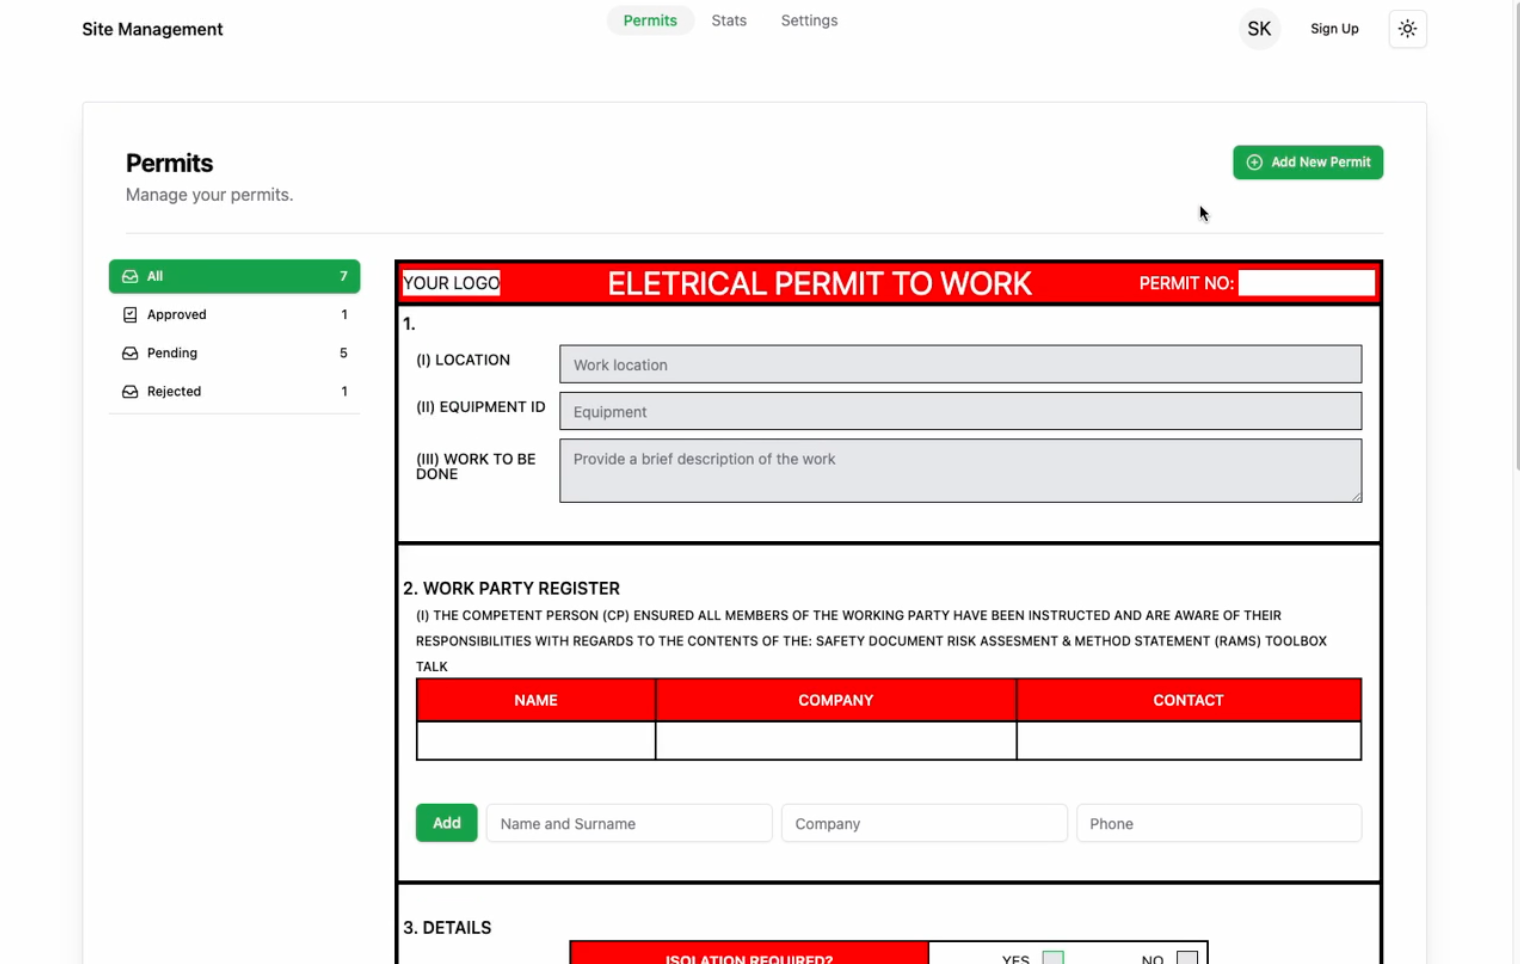 Site Management
Permits
Stats
Settings
SK
Sign Up
Permits
Manage your permits.
Add New Permit
All 7
Approved 1
Pending 5
Rejected 1
YOUR LOGO
ELETRICAL PERMIT TO WORK
PERMIT NO:
1.
(I) LOCATION
Work location
(II) EQUIPMENT ID
Equipment
(III) WORK TO BE
DONE
Provide a brief description of the work
2. WORK PARTY REGISTER
(I) THE COMPETENT PERSON (CP) ENSURED ALL MEMBERS OF THE WORKING PARTY HAVE BEEN INSTRUCTED AND ARE AWARE OF THEIR
RESPONSIBILITIES WITH REGARDS TO THE CONTENTS OF THE: SAFETY DOCUMENT RISK ASSESMENT & METHOD STATEMENT (RAMS) TOOLBOX
TALK
NAME
COMPANY
CONTACT
Add
Name and Surname
Company
Phone
3. DETAILS
ISOLATION REQUIRED?
YES
NO